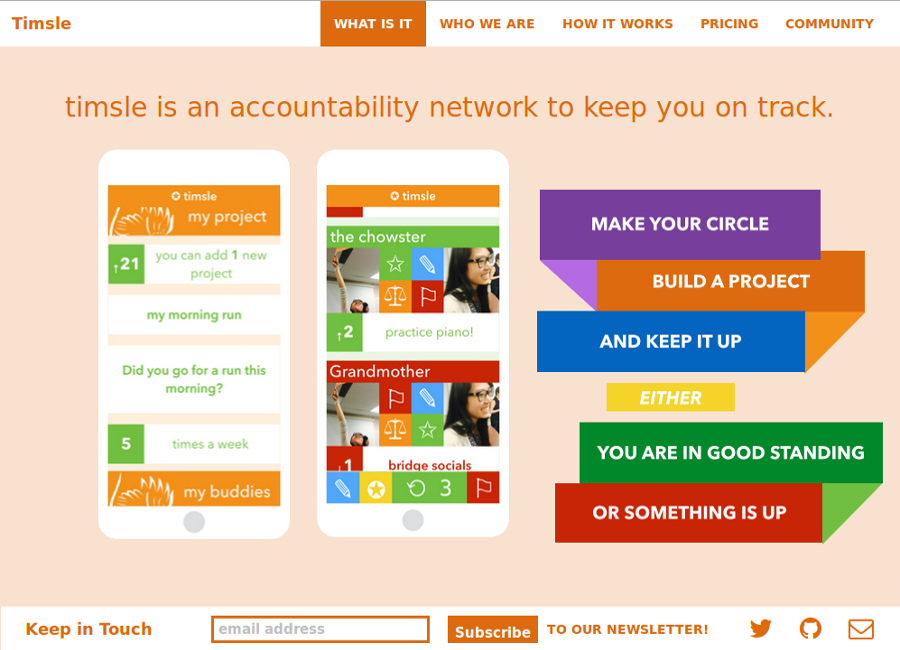 Timsle
WHAT IS IT
WHO WE ARE
HOW IT WORKS
PRICING
COMMUNITY
timsle is an accountability network to keep you on track.
timsle
my project
↑21
you can add 1 new
project
my morning run
Did you go for a run this
morning?
5
times a week
my buddies
timsle
the chowster
↑2
practice piano!
Grandmother
↑1
bridge socials
3
MAKE YOUR CIRCLE
BUILD A PROJECT
AND KEEP IT UP
EITHER
YOU ARE IN GOOD STANDING
OR SOMETHING IS UP
Keep in Touch
email address
Subscribe
TO OUR NEWSLETTER!